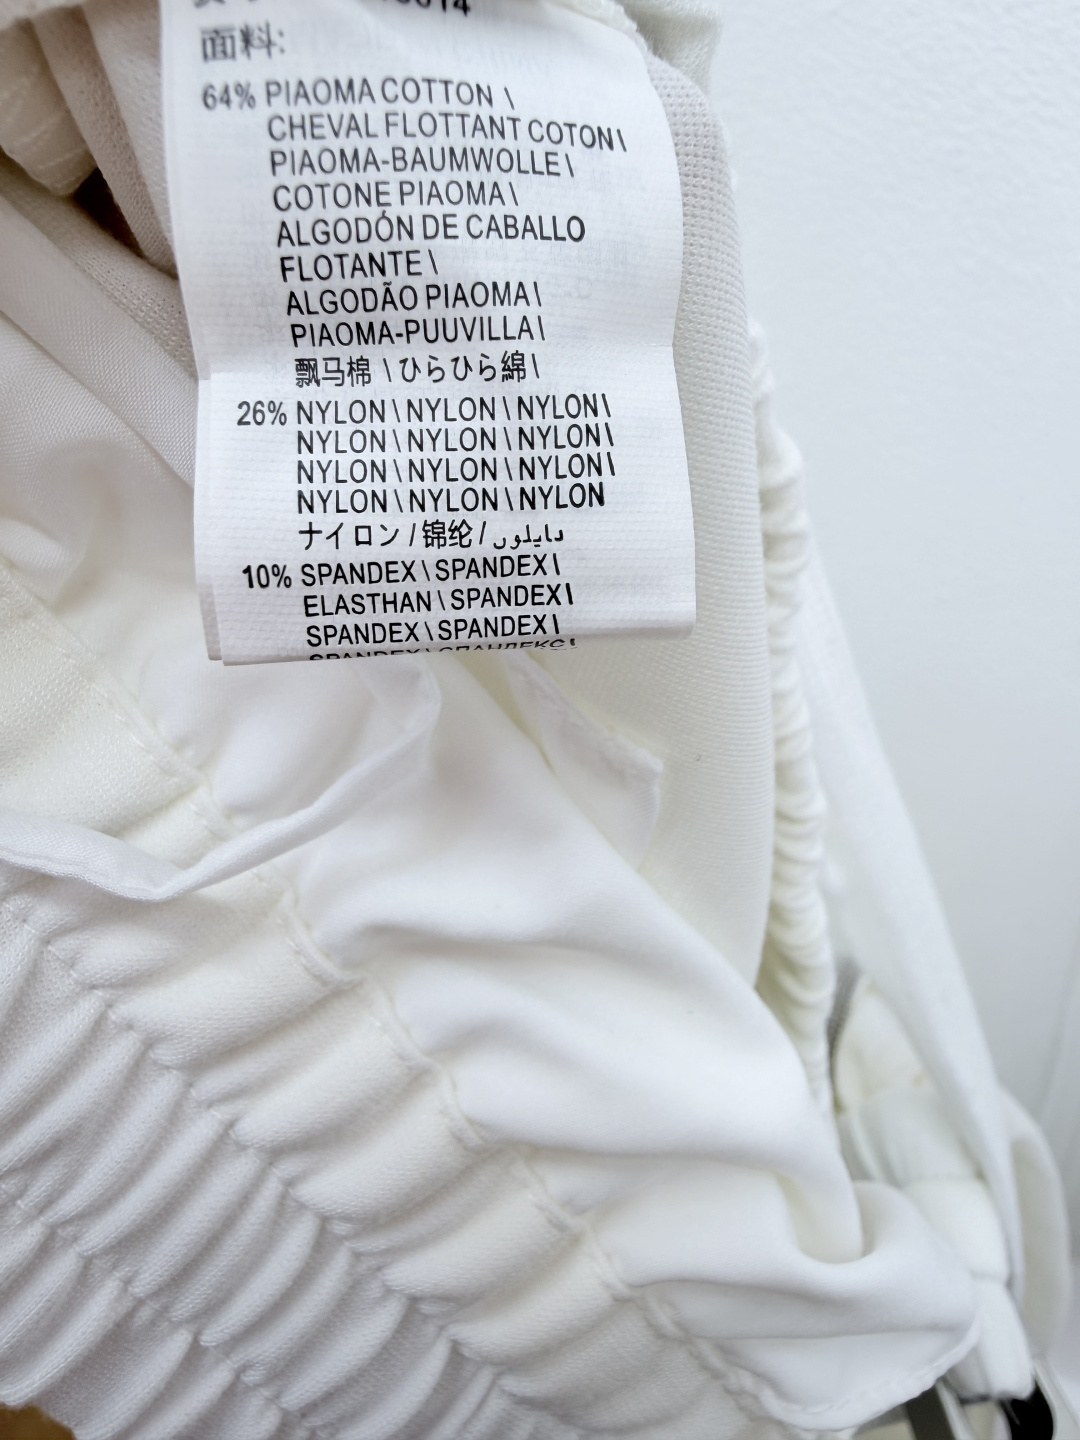 面料:
64% PIAOMA COTTON \
CHEVAL FLOTTANT COTON\
PIAOMA-BAUMWOLLE\
COTONE PIAOMA\
ALGODÓN DE CABALLO
FLOTANTE\
ALGODÃO PIAOMA\
PIAOMA-PUUVILLA\
飘马棉 \ ひらひら綿\
26% NYLON\NYLON\NYLON\
NYLON\NYLON\NYLON\
NYLON\NYLON\NYLON\
NYLON\NYLON\NYLON
ナイロン/锦纶/
10% SPANDEX\SPANDEX\
ELASTHAN\SPANDEX\
SPANDEX\SPANDEX\
SPANDEX\СПАНДЕКС\